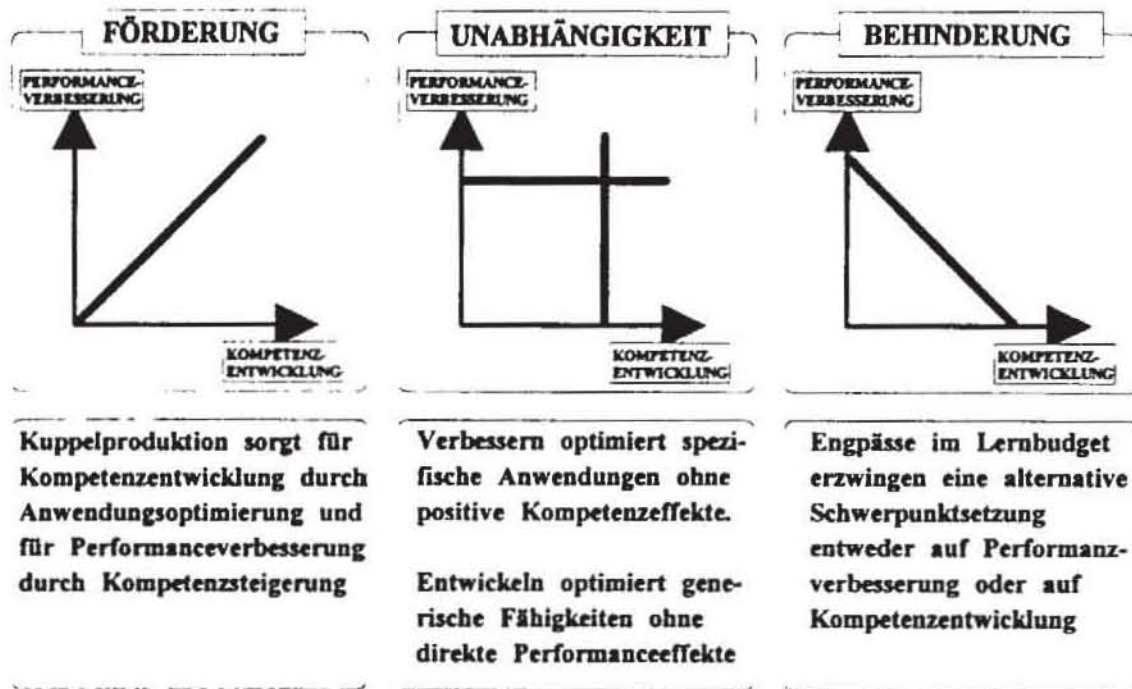 FÖRDERUNG
PERFORMANCE-
VERBESSERUNG
KOMPETENZ-
ENTWICKLUNG
Kuppelproduktion sorgt für
Kompetenzentwicklung durch
Anwendungsoptimierung und
für Performanceverbesserung
durch Kompetenzsteigerung
UNABHÄNGIGKEIT
PERFORMANCE-
VERBESSERUNG
KOMPETENZ-
ENTWICKLUNG
Verbessern optimiert spezi-
fische Anwendungen ohne
positive Kompetenzeffekte.
Entwickeln optimiert gene-
rische Fähigkeiten ohne
direkte Performanceeffekte
BEHINDERUNG
PERFORMANCE-
VERBESSERUNG
KOMPETENZ-
ENTWICKLUNG
Engpässe im Lernbudget
erzwingen eine alternative
Schwerpunktsetzung
entweder auf Performanz-
verbesserung oder auf
Kompetenzentwicklung